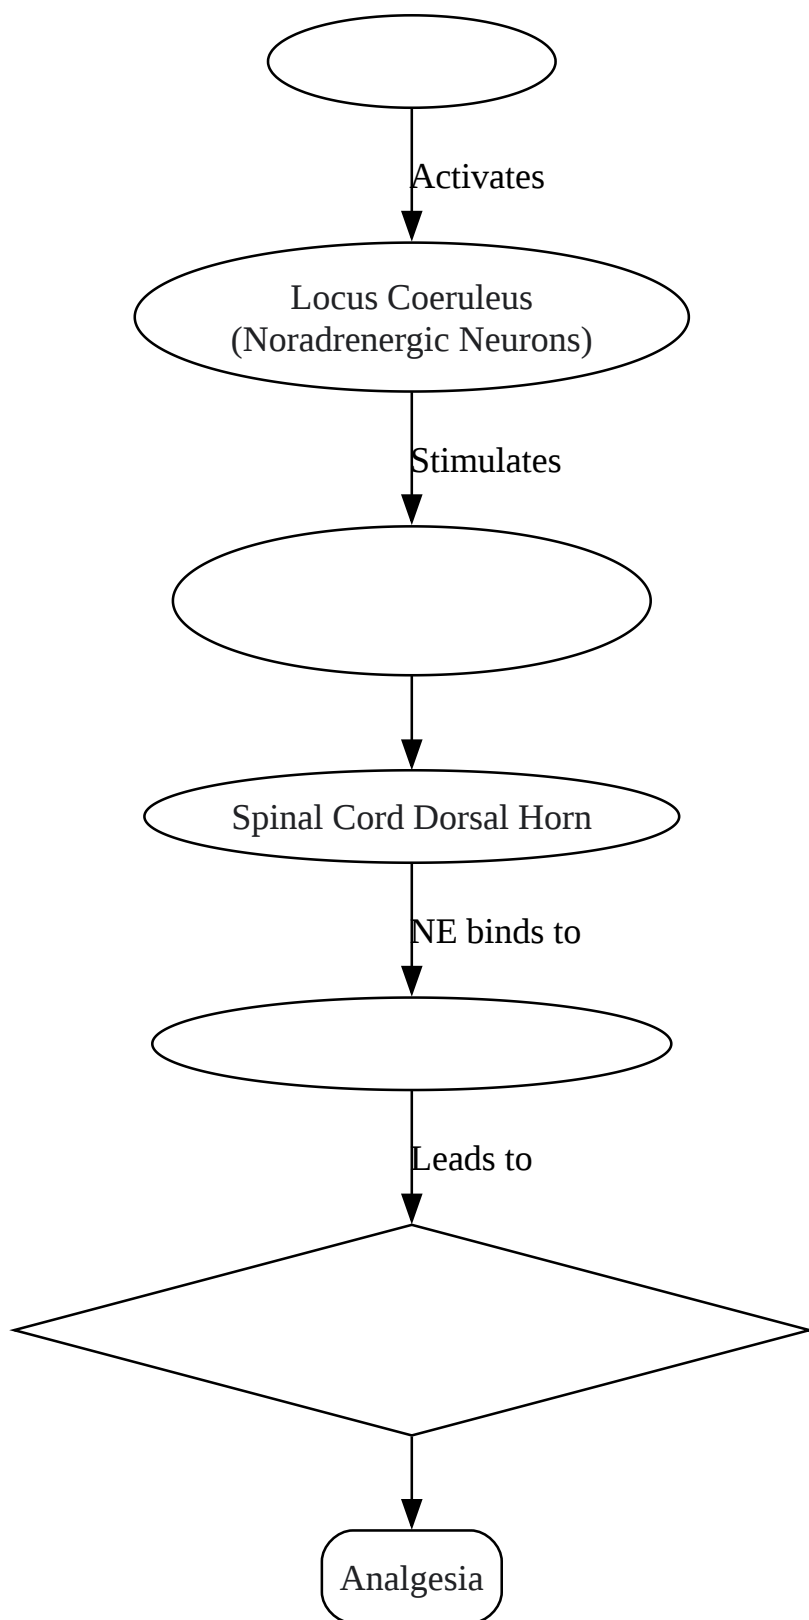 Activates
Locus Coeruleus
(Noradrenergic Neurons)
Stimulates
Spinal Cord Dorsal Horn
NE binds to
Leads to
Analgesia